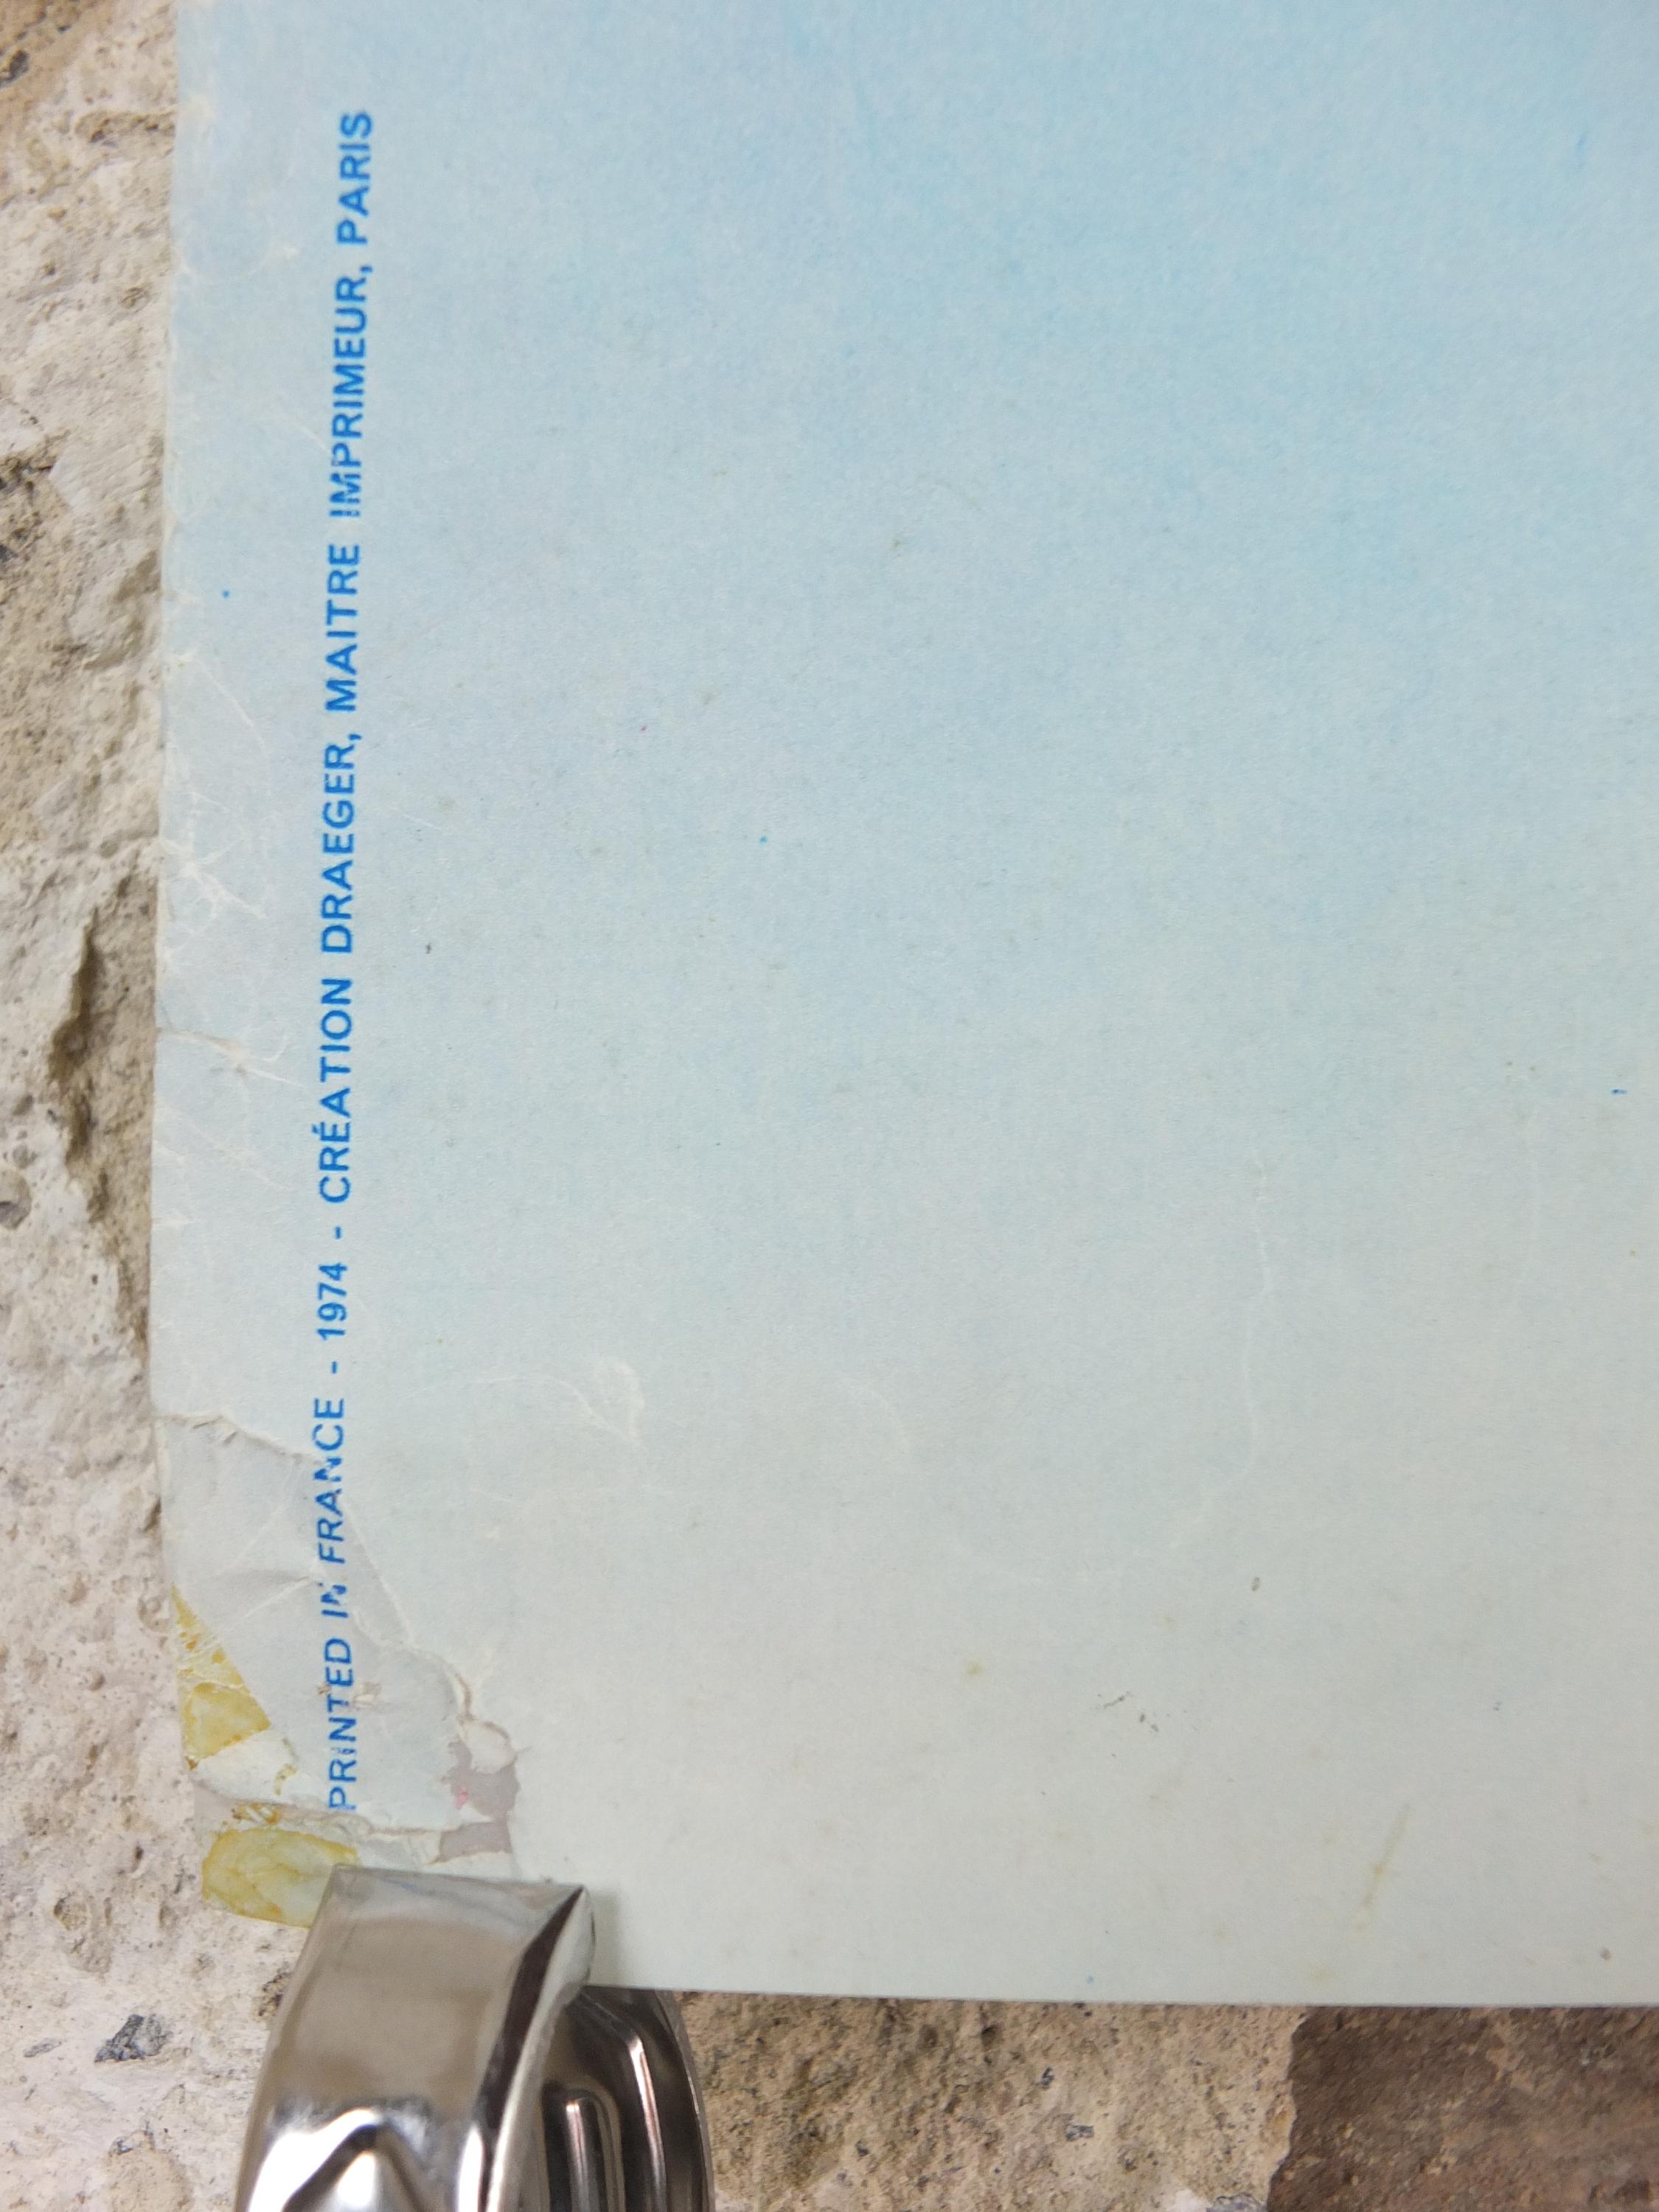 PRINTED IN FRANCE - 1974 - CRÉATION DRAEGER, MAITRE IMPRIMEUR, PARIS